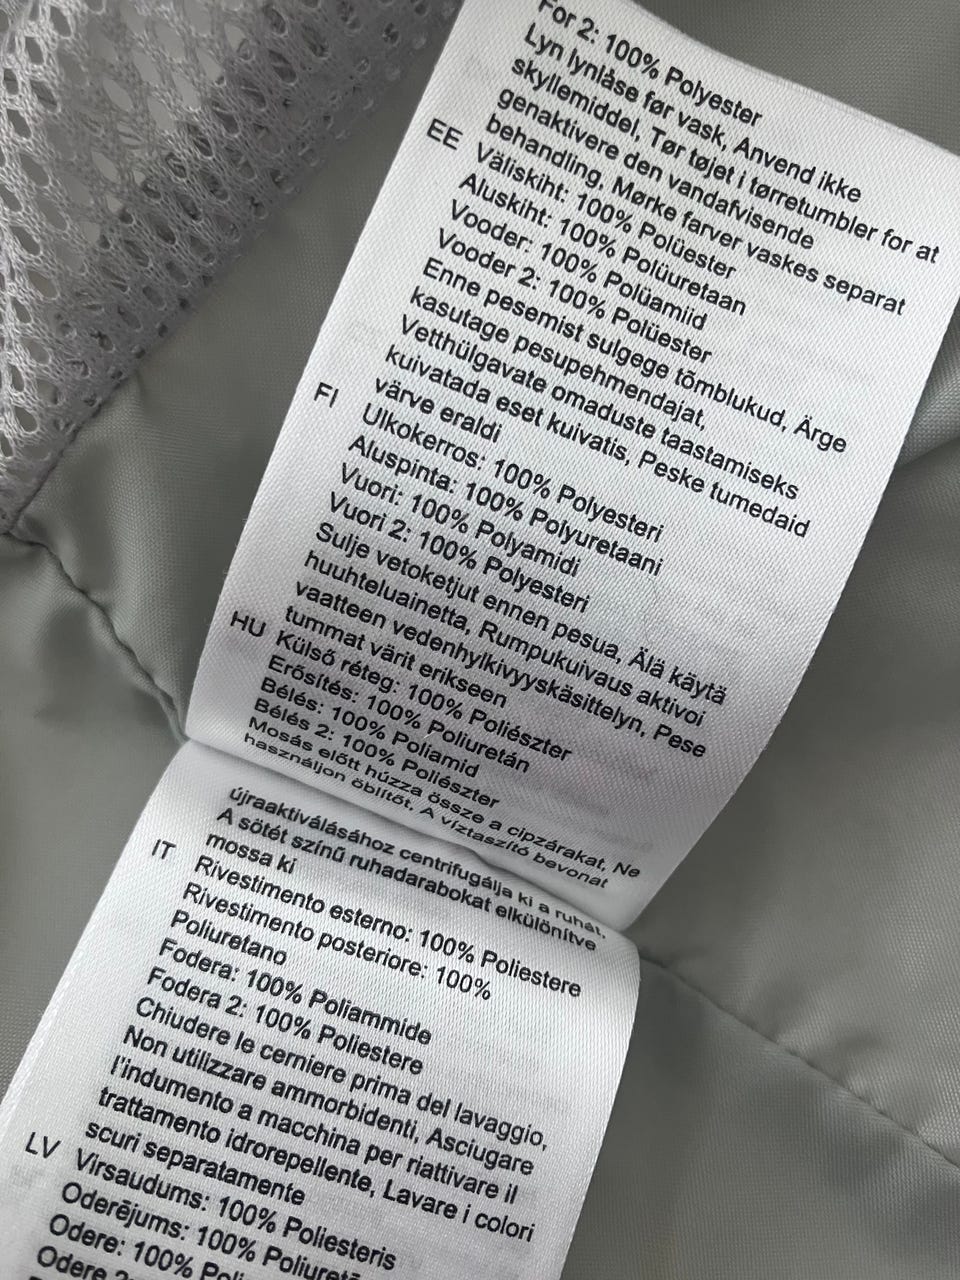 For 2: 100% Polyester
Lyn lynlåse før vask, Anvend ikke
skyllemiddel, Tør tøjet i tørretumbler for at
genaktivere den vandafvisende
behandling, Mørke farver vaskes separat
EE Väliskiht: 100% Polüester
Aluskiht: 100% Polüuretaan
Vooder: 100% Polüamiid
Vooder 2: 100% Polüester
Enne pesemist sulgege tõmblukud, Ärge
kasutage pesupehmendajat,
Vetthülgavate omaduste taastamiseks
kuivatada eset kuivatis, Peske tumedaid
värve eraldi
FI Ulkokerros: 100% Polyesteri
Aluspinta: 100% Polyuretaani
Vuori: 100% Polyamidi
Vuori 2: 100% Polyesteri
Sulje vetoketjut ennen pesua, Älä käytä
huuhteluainetta, Rumpukuivaus aktivoi
vaatteen vedenhylkivyyskäsittelyn, Pese
tummat värit erikseen
HU Külső réteg: 100% Poliészter
Erősítés: 100% Poliuretán
Bélés: 100% Poliamid
Bélés 2: 100% Poliészter
Mosás előtt húzza össze a cipzárakat, Ne
használjon öblítőt, A víztaszító bevonat
újraaktiválásához centrifugálja ki a ruhát,
A sötét színű ruhadarabokat elkülönítve
mossa ki
IT Rivestimento esterno: 100% Poliestere
Rivestimento posteriore: 100%
Poliuretano
Fodera: 100% Poliammide
Fodera 2: 100% Poliestere
Chiudere le cerniere prima del lavaggio,
Non utilizzare ammorbidenti, Asciugare
l'indumento a macchina per riattivare il
trattamento idrorepellente, Lavare i colori
scuri separatamente
LV Virsaudums: 100% Poliesteris
Oderējums: 100% Poliuretā
Odere: 100% Poli
Odere 2: